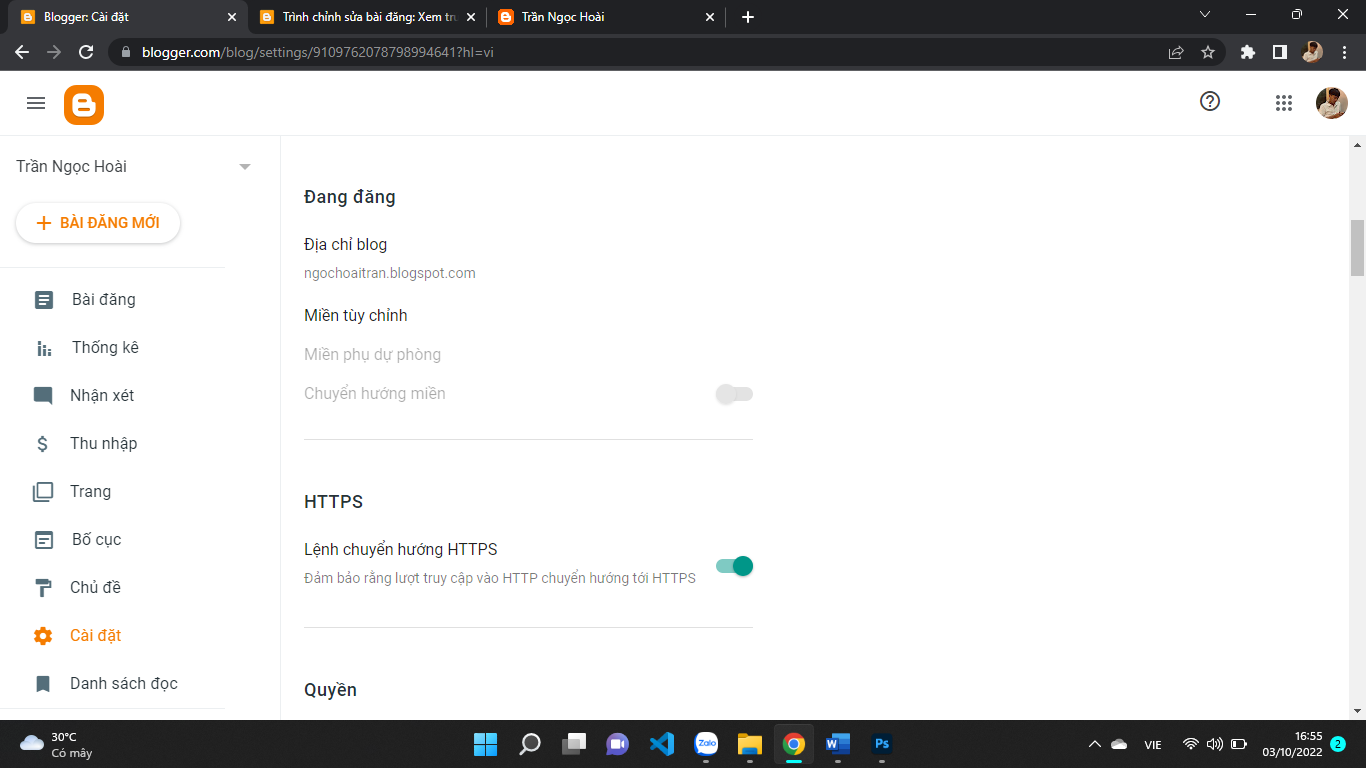 Blogger: Cài đặt
Trình chỉnh sửa bài đăng: Xem trư
Trần Ngọc Hoài
blogger.com/blog/settings/9109762078798994641?hl=vi
Trần Ngọc Hoài
BÀI ĐĂNG MỚI
Bài đăng
Thống kê
Nhận xét
Thu nhập
Trang
Bố cục
Chủ đề
Cài đặt
Danh sách đọc
Đang đăng
Địa chỉ blog
ngochoaitran.blogspot.com
Miền tùy chỉnh
Miền phụ dự phòng
Chuyển hướng miền
HTTPS
Lệnh chuyển hướng HTTPS
Đảm bảo rằng lượt truy cập vào HTTP chuyển hướng tới HTTPS
Quyền
30°C
Có mây
Zalo
W
Ps
VIE
16:55
03/10/2022
2